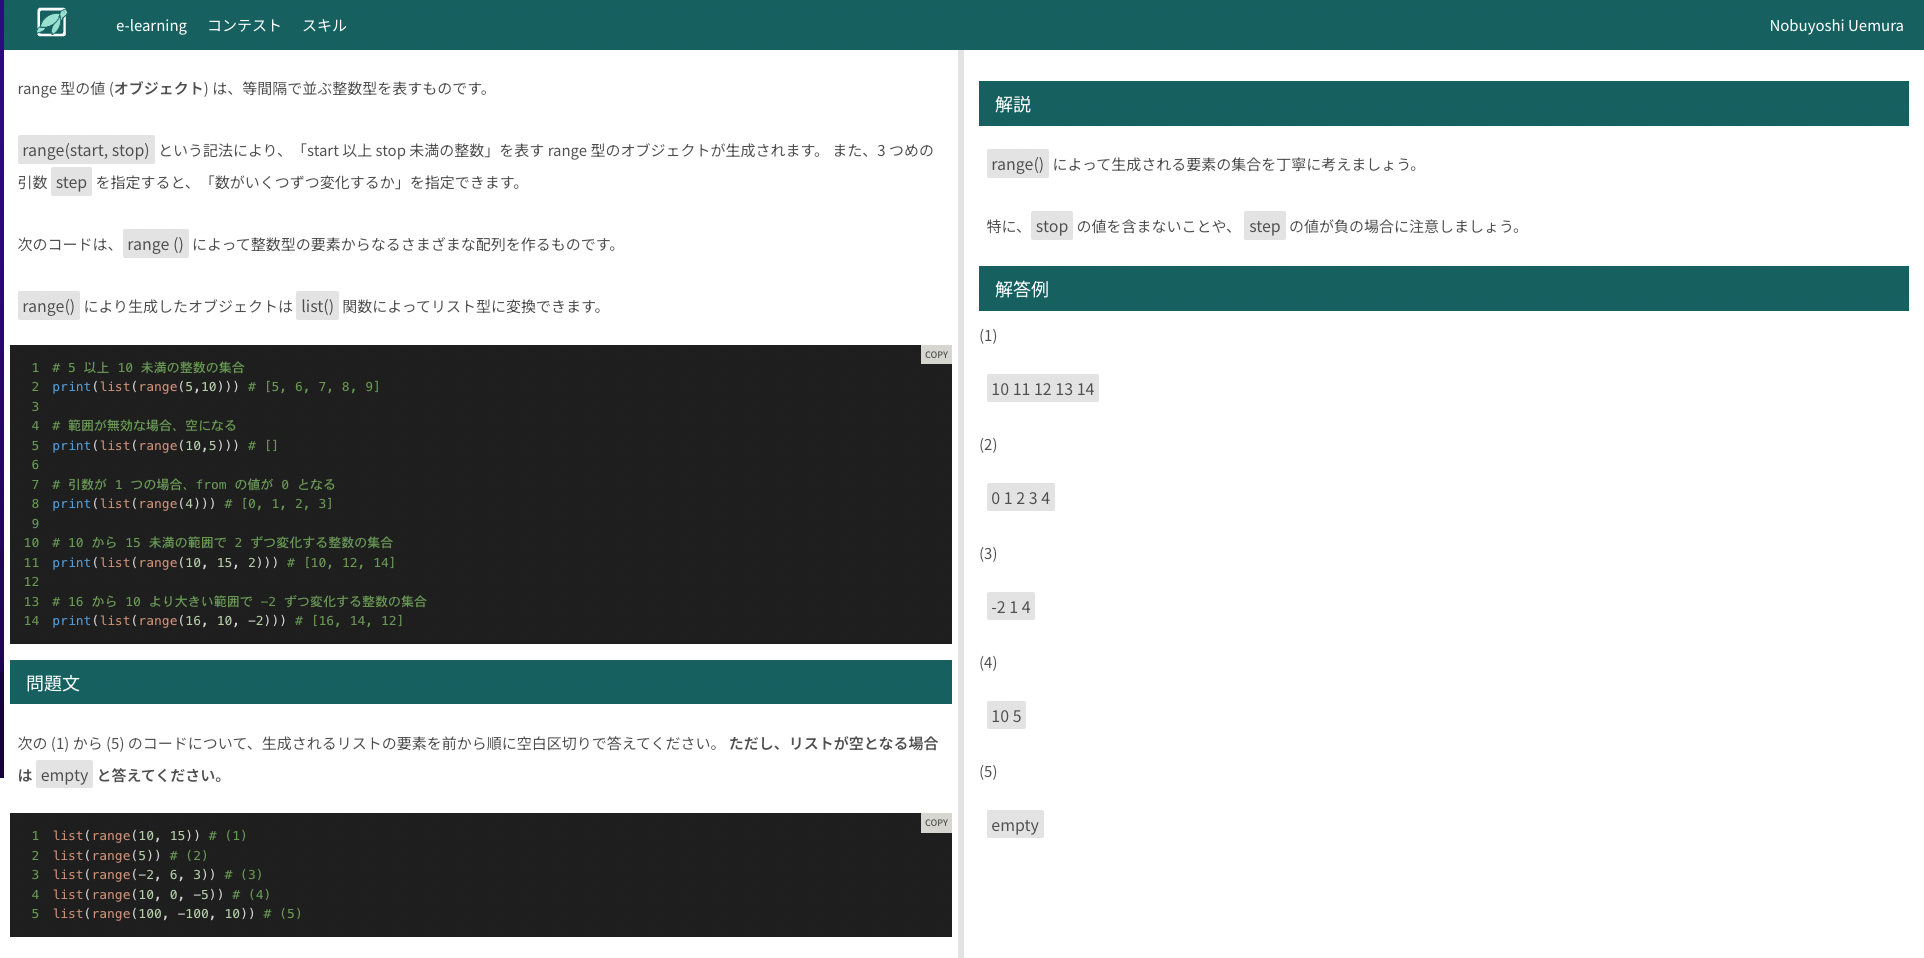 e-learning コンテスト スキル
Nobuyoshi Uemura
range 型の値 (オブジェクト) は、等間隔で並ぶ整数型を表すものです。
range(start, stop) という記法により、「start 以上 stop 未満の整数」を表す range 型のオブジェクトが生成されます。 また、3 つめの
引数 step を指定すると、「数がいくつずつ変化するか」を指定できます。
次のコードは、 range () によって整数型の要素からなるさまざまな配列を作るものです。
range() により生成したオブジェクトは list() 関数によってリスト型に変換できます。
COPY
1 # 5 以上 10 未満の整数の集合
2 print(list(range(5,10))) # [5, 6, 7, 8, 9]
3
4 # 範囲が無効な場合、空になる
5 print(list(range(10,5))) # []
6
7 # 引数が 1 つの場合、from の値が 0 となる
8 print(list(range(4))) # [0, 1, 2, 3]
9
10 # 10 から 15 未満の範囲で 2 ずつ変化する整数の集合
11 print(list(range(10, 15, 2))) # [10, 12, 14]
12
13 # 16 から 10 より大きい範囲で -2 ずつ変化する整数の集合
14 print(list(range(16, 10, -2))) # [16, 14, 12]
問題文
次の (1) から (5) のコードについて、生成されるリストの要素を前から順に空白区切りで答えてください。 ただし、リストが空となる場合
は empty と答えてください。
COPY
1 list(range(10, 15)) # (1)
2 list(range(5)) # (2)
3 list(range(-2, 6, 3)) # (3)
4 list(range(10, 0, -5)) # (4)
5 list(range(100, -100, 10)) # (5)
解説
range() によって生成される要素の集合を丁寧に考えましょう。
特に、 stop の値を含まないことや、 step の値が負の場合に注意しましょう。
解答例
(1)
10 11 12 13 14
(2)
0 1 2 3 4
(3)
-2 1 4
(4)
10 5
(5)
empty